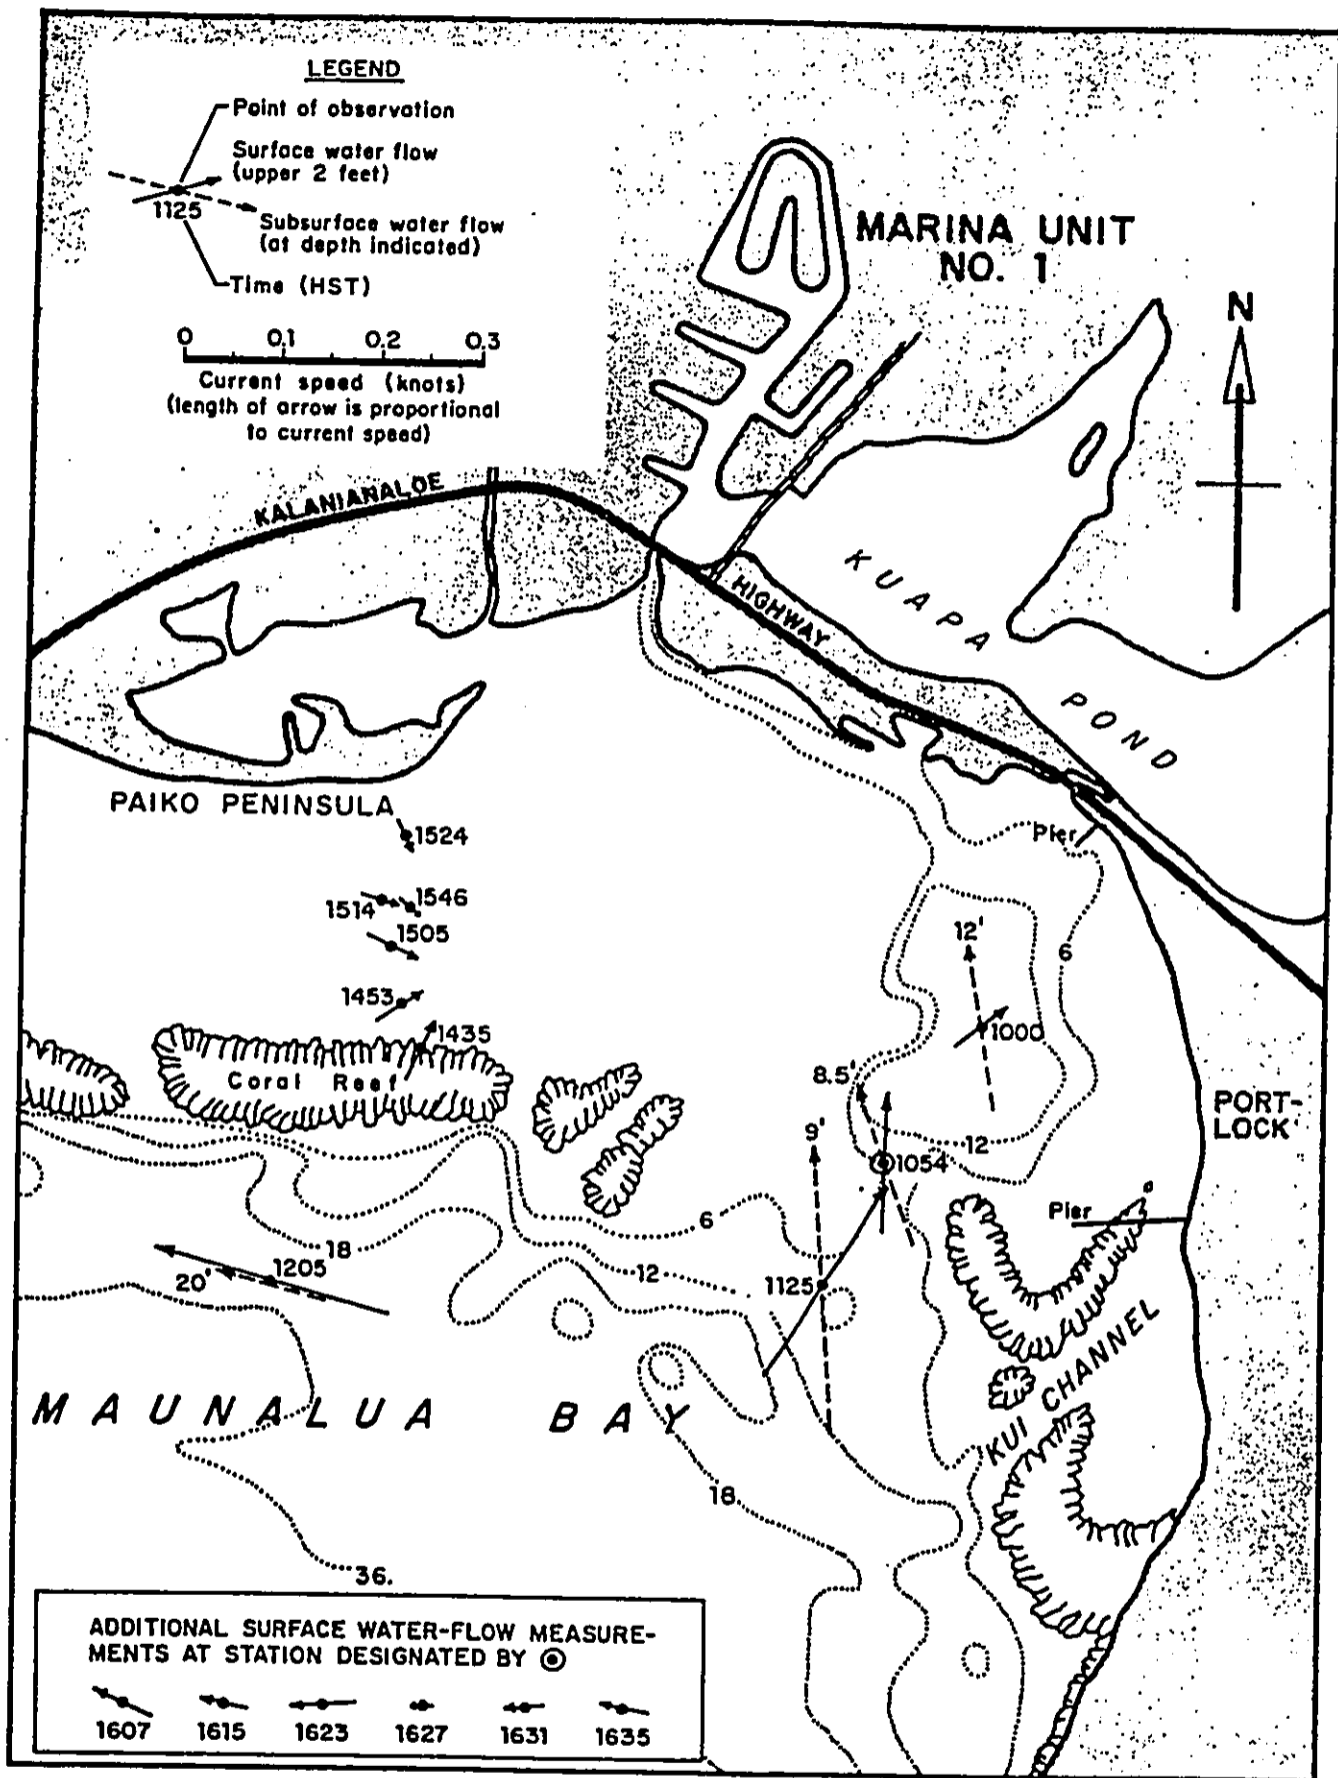 LEGEND
Point of observation
Surface water flow
(upper 2 feet)
1125
Subsurface water flow
(at depth indicated)
Time (HST)
0 0.1 0.2 0.3
Current speed (knots)
(length of arrow is proportional
to current speed)
MARINA UNIT
NO. 1
N
KALANIANALOE
HIGHWAY
KUAPA
POND
PAIKO PENINSULA
1524
1546
1514
1505
1453
1435
Coral Reef
Pier
12'
6
1000
8.5'
9'
12
1054
PORT-
LOCK
Pier
6
18
12
1205
20'
1125
KUI CHANNEL
MAUNALUA BAY
18
36.
ADDITIONAL SURFACE WATER-FLOW MEASURE-
MENTS AT STATION DESIGNATED BY
1607 1615 1623 1627 1631 1635